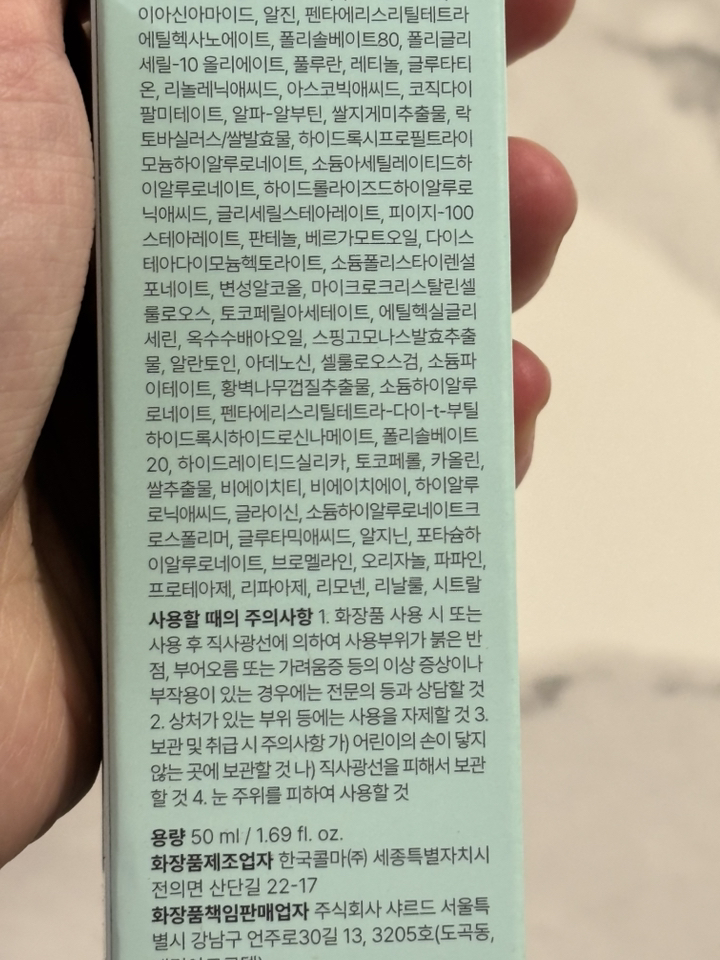 이아신아마이드, 알진, 펜타에리스리틸테트라
에틸헥사노에이트, 폴리솔베이트80, 폴리글리
세릴-10 올리에이트, 풀루란, 레티놀, 글루타티
온, 리놀레닉애씨드, 아스코빅애씨드, 코직다이
팔미테이트, 알파-알부틴, 쌀지게미추출물, 락
토바실러스/쌀발효물, 하이드록시프로필트라이
모늄하이알루로네이트, 소듐아세틸레이티드하
이알루로네이트, 하이드롤라이즈드하이알루로
닉애씨드, 글리세릴스테아레이트, 피이지-100
스테아레이트, 판테놀, 베르가모트오일, 다이스
테아다이모늄헥토라이트, 소듐폴리스타이렌설
포네이트, 변성알코올, 마이크로크리스탈린셀
룰로오스, 토코페릴아세테이트, 에틸헥실글리
세린, 옥수수배아오일, 스핑고모나스발효추출
물, 알란토인, 아데노신, 셀룰로오스검, 소듐파
이테이트, 황벽나무껍질추출물, 소듐하이알루
로네이트, 펜타에리스리틸테트라-다이-t-부틸
하이드록시하이드로신나메이트, 폴리솔베이트
20, 하이드레이티드실리카, 토코페롤, 카올린,
쌀추출물, 비에이치티, 비에이치에이, 하이알루
로닉애씨드, 글라이신, 소듐하이알루로네이트크
로스폴리머, 글루타믹애씨드, 알지닌, 포타슘하
이알루로네이트, 브로멜라인, 오리자놀, 파파인,
프로테아제, 리파아제, 리모넨, 리날룰, 시트랄
사용할 때의 주의사항 1. 화장품 사용 시 또는
사용 후 직사광선에 의하여 사용부위가 붉은 반
점, 부어오름 또는 가려움증 등의 이상 증상이나
부작용이 있는 경우에는 전문의 등과 상담할 것
2. 상처가 있는 부위 등에는 사용을 자제할 것 3.
보관 및 취급 시 주의사항 가) 어린이의 손이 닿지
않는 곳에 보관할 것 나) 직사광선을 피해서 보관
할 것 4. 눈 주위를 피하여 사용할 것
용량 50 ml / 1.69 fl. oz.
화장품제조업자 한국콜마(주) 세종특별자치시
전의면 산단길 22-17
화장품책임판매업자 주식회사 샤르드 서울특
별시 강남구 언주로30길 13, 3205호(도곡동,